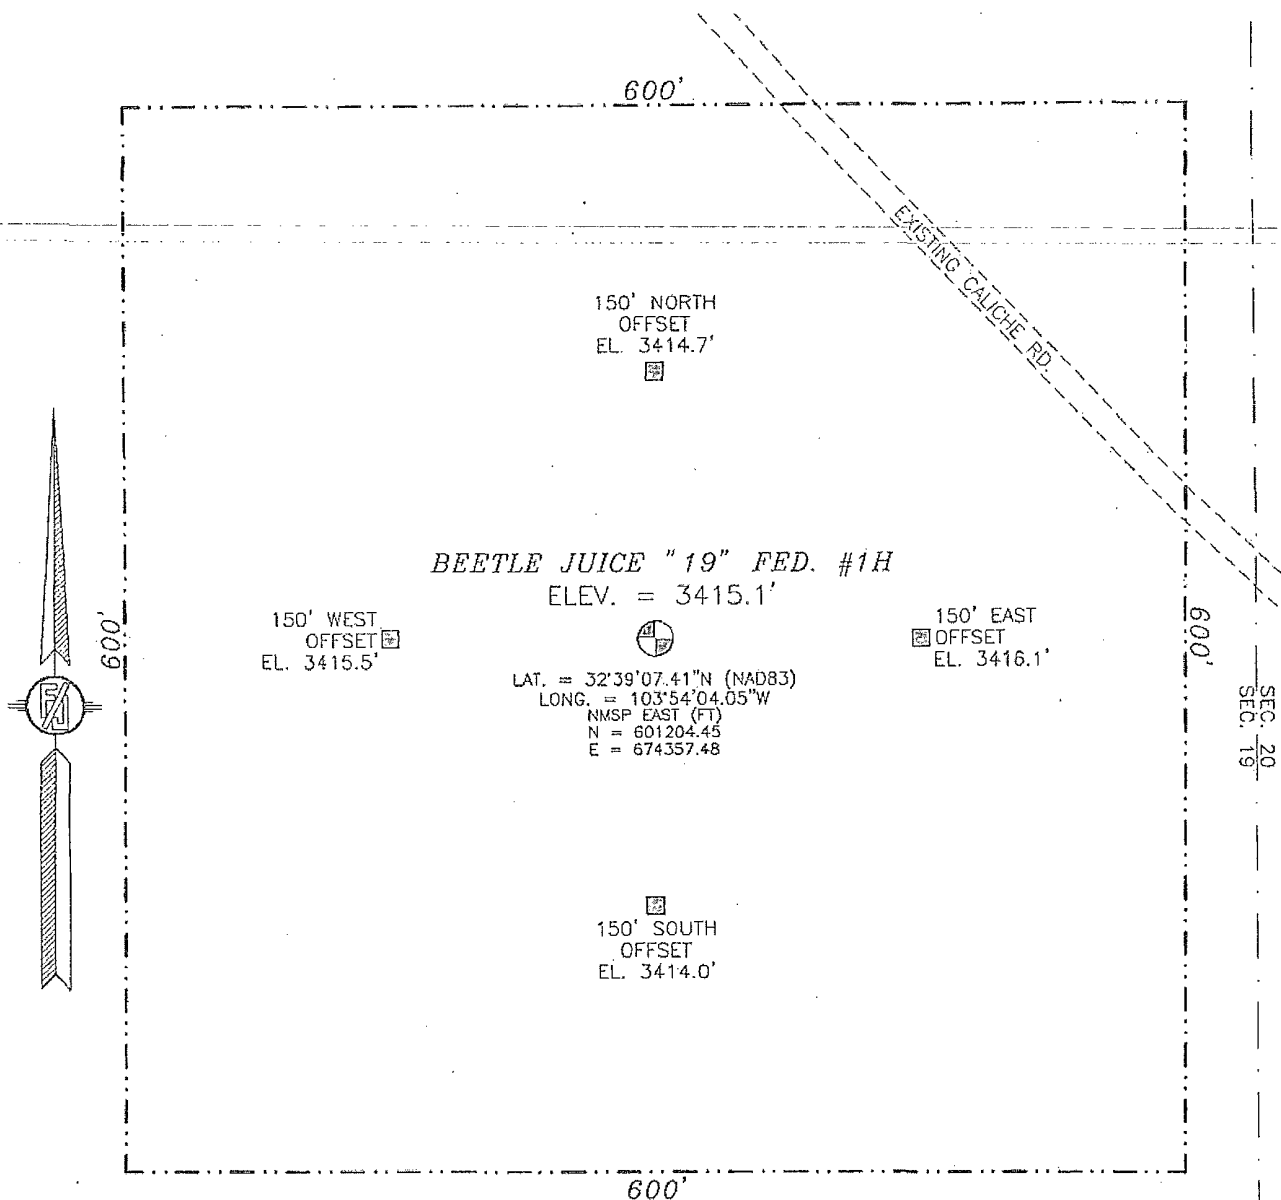 600'
EXISTING CALICHE RD.
150' NORTH
OFFSET
EL. 3414.7'
BEETLE JUICE "19" FED. #1H
ELEV. = 3415.1'
150' WEST
OFFSET
EL. 3415.5'
150' EAST
OFFSET
EL. 3416.1'
600'
600'
LAT. = 32°39'07.41"N (NAD83)
LONG. = 103°54'04.05"W
NMSP EAST (FT)
N = 601204.45
E = 674357.48
SEC. 20
SEC. 19
150' SOUTH
OFFSET
EL. 3414.0'
600'